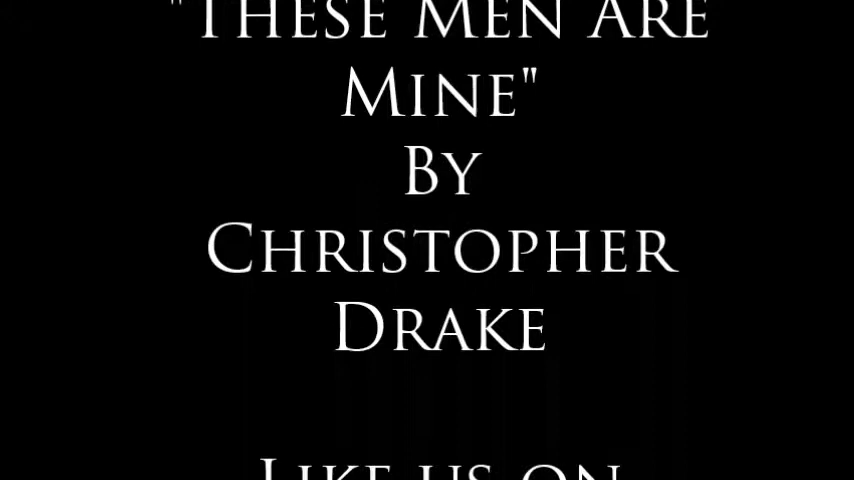 "These Men Are
Mine"
By
Christopher
Drake
Like us on